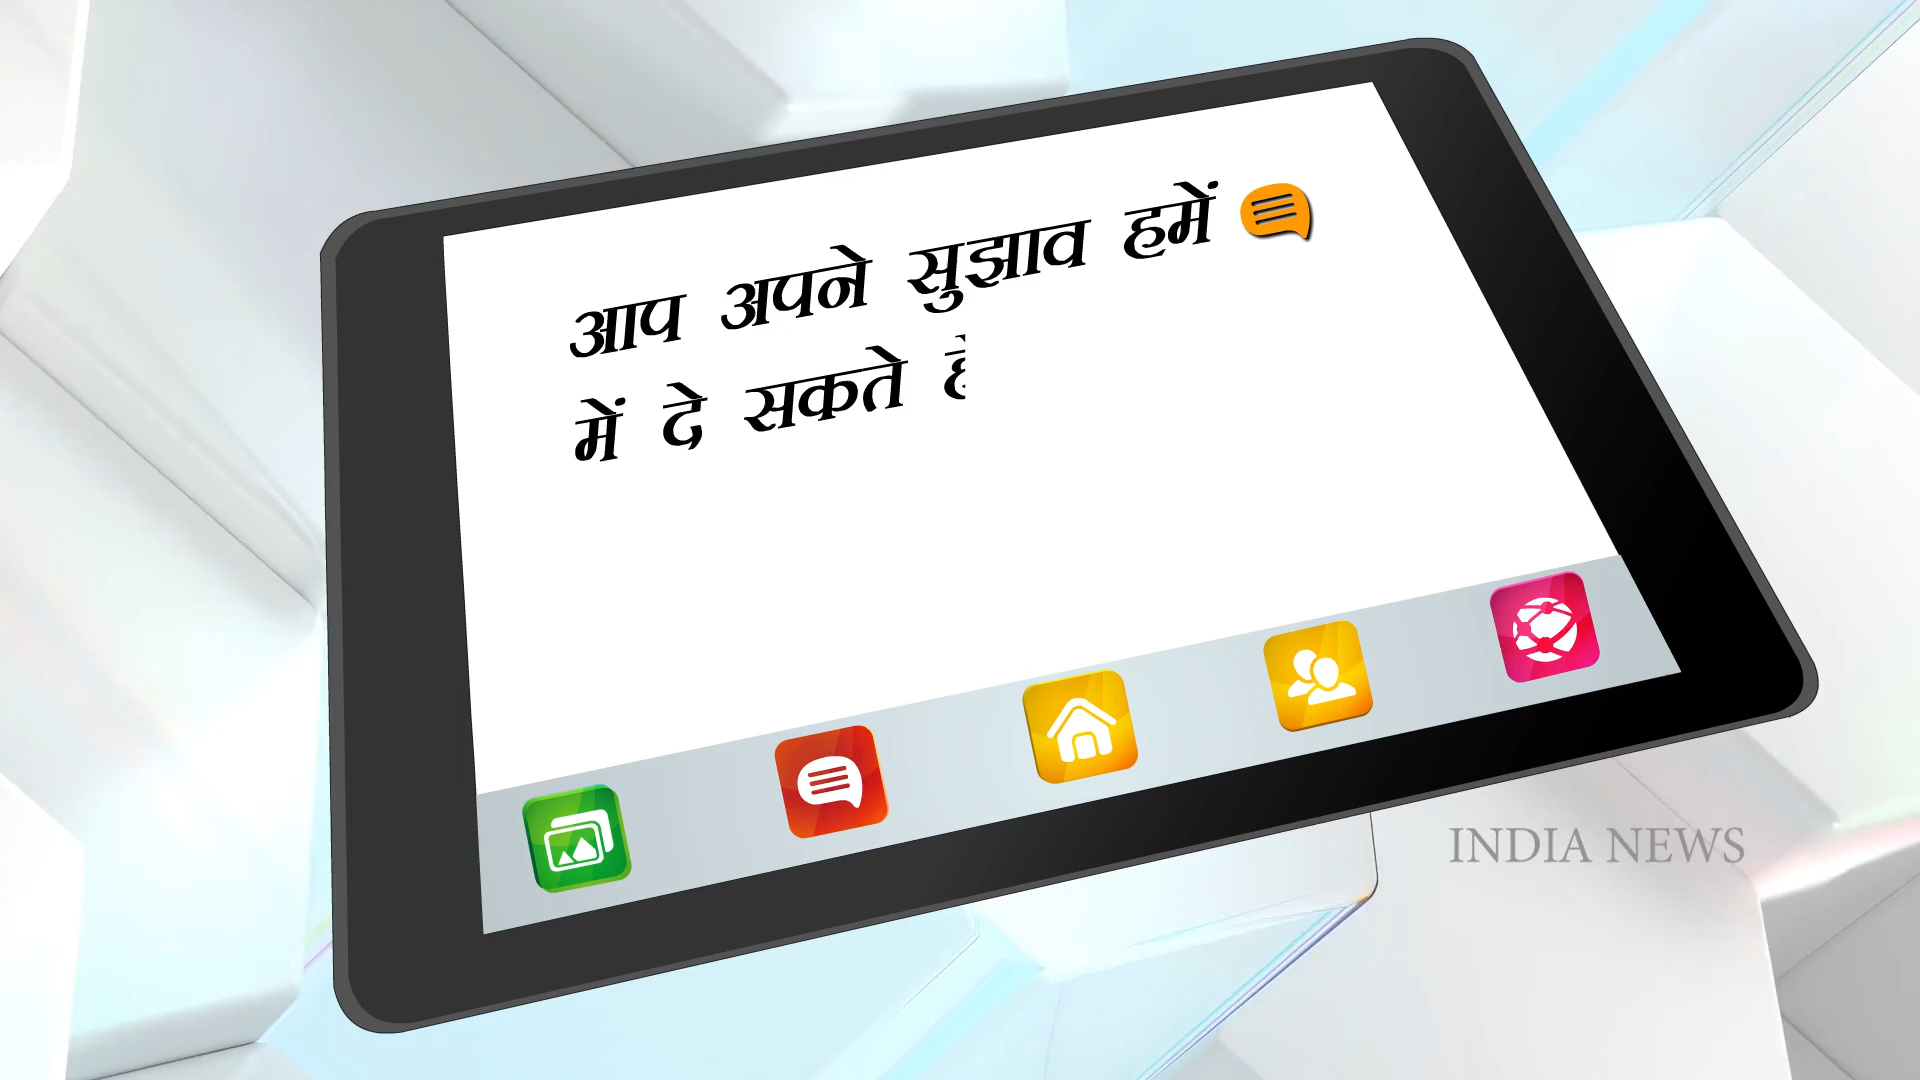 आप अपने सुझाव हमें
में दे सकते
INDIA NEWS